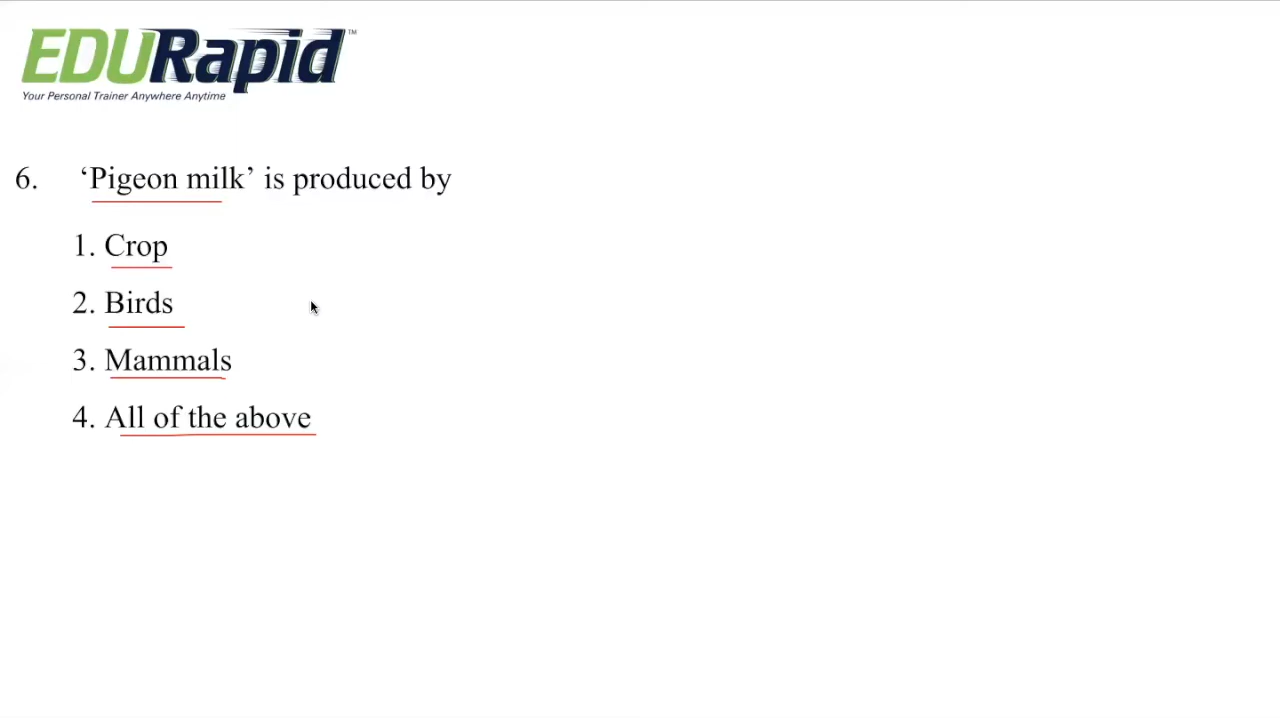 EDURapid™
Your Personal Trainer Anywhere Anytime
6. ‘Pigeon milk’ is produced by
1. Crop
2. Birds
3. Mammals
4. All of the above